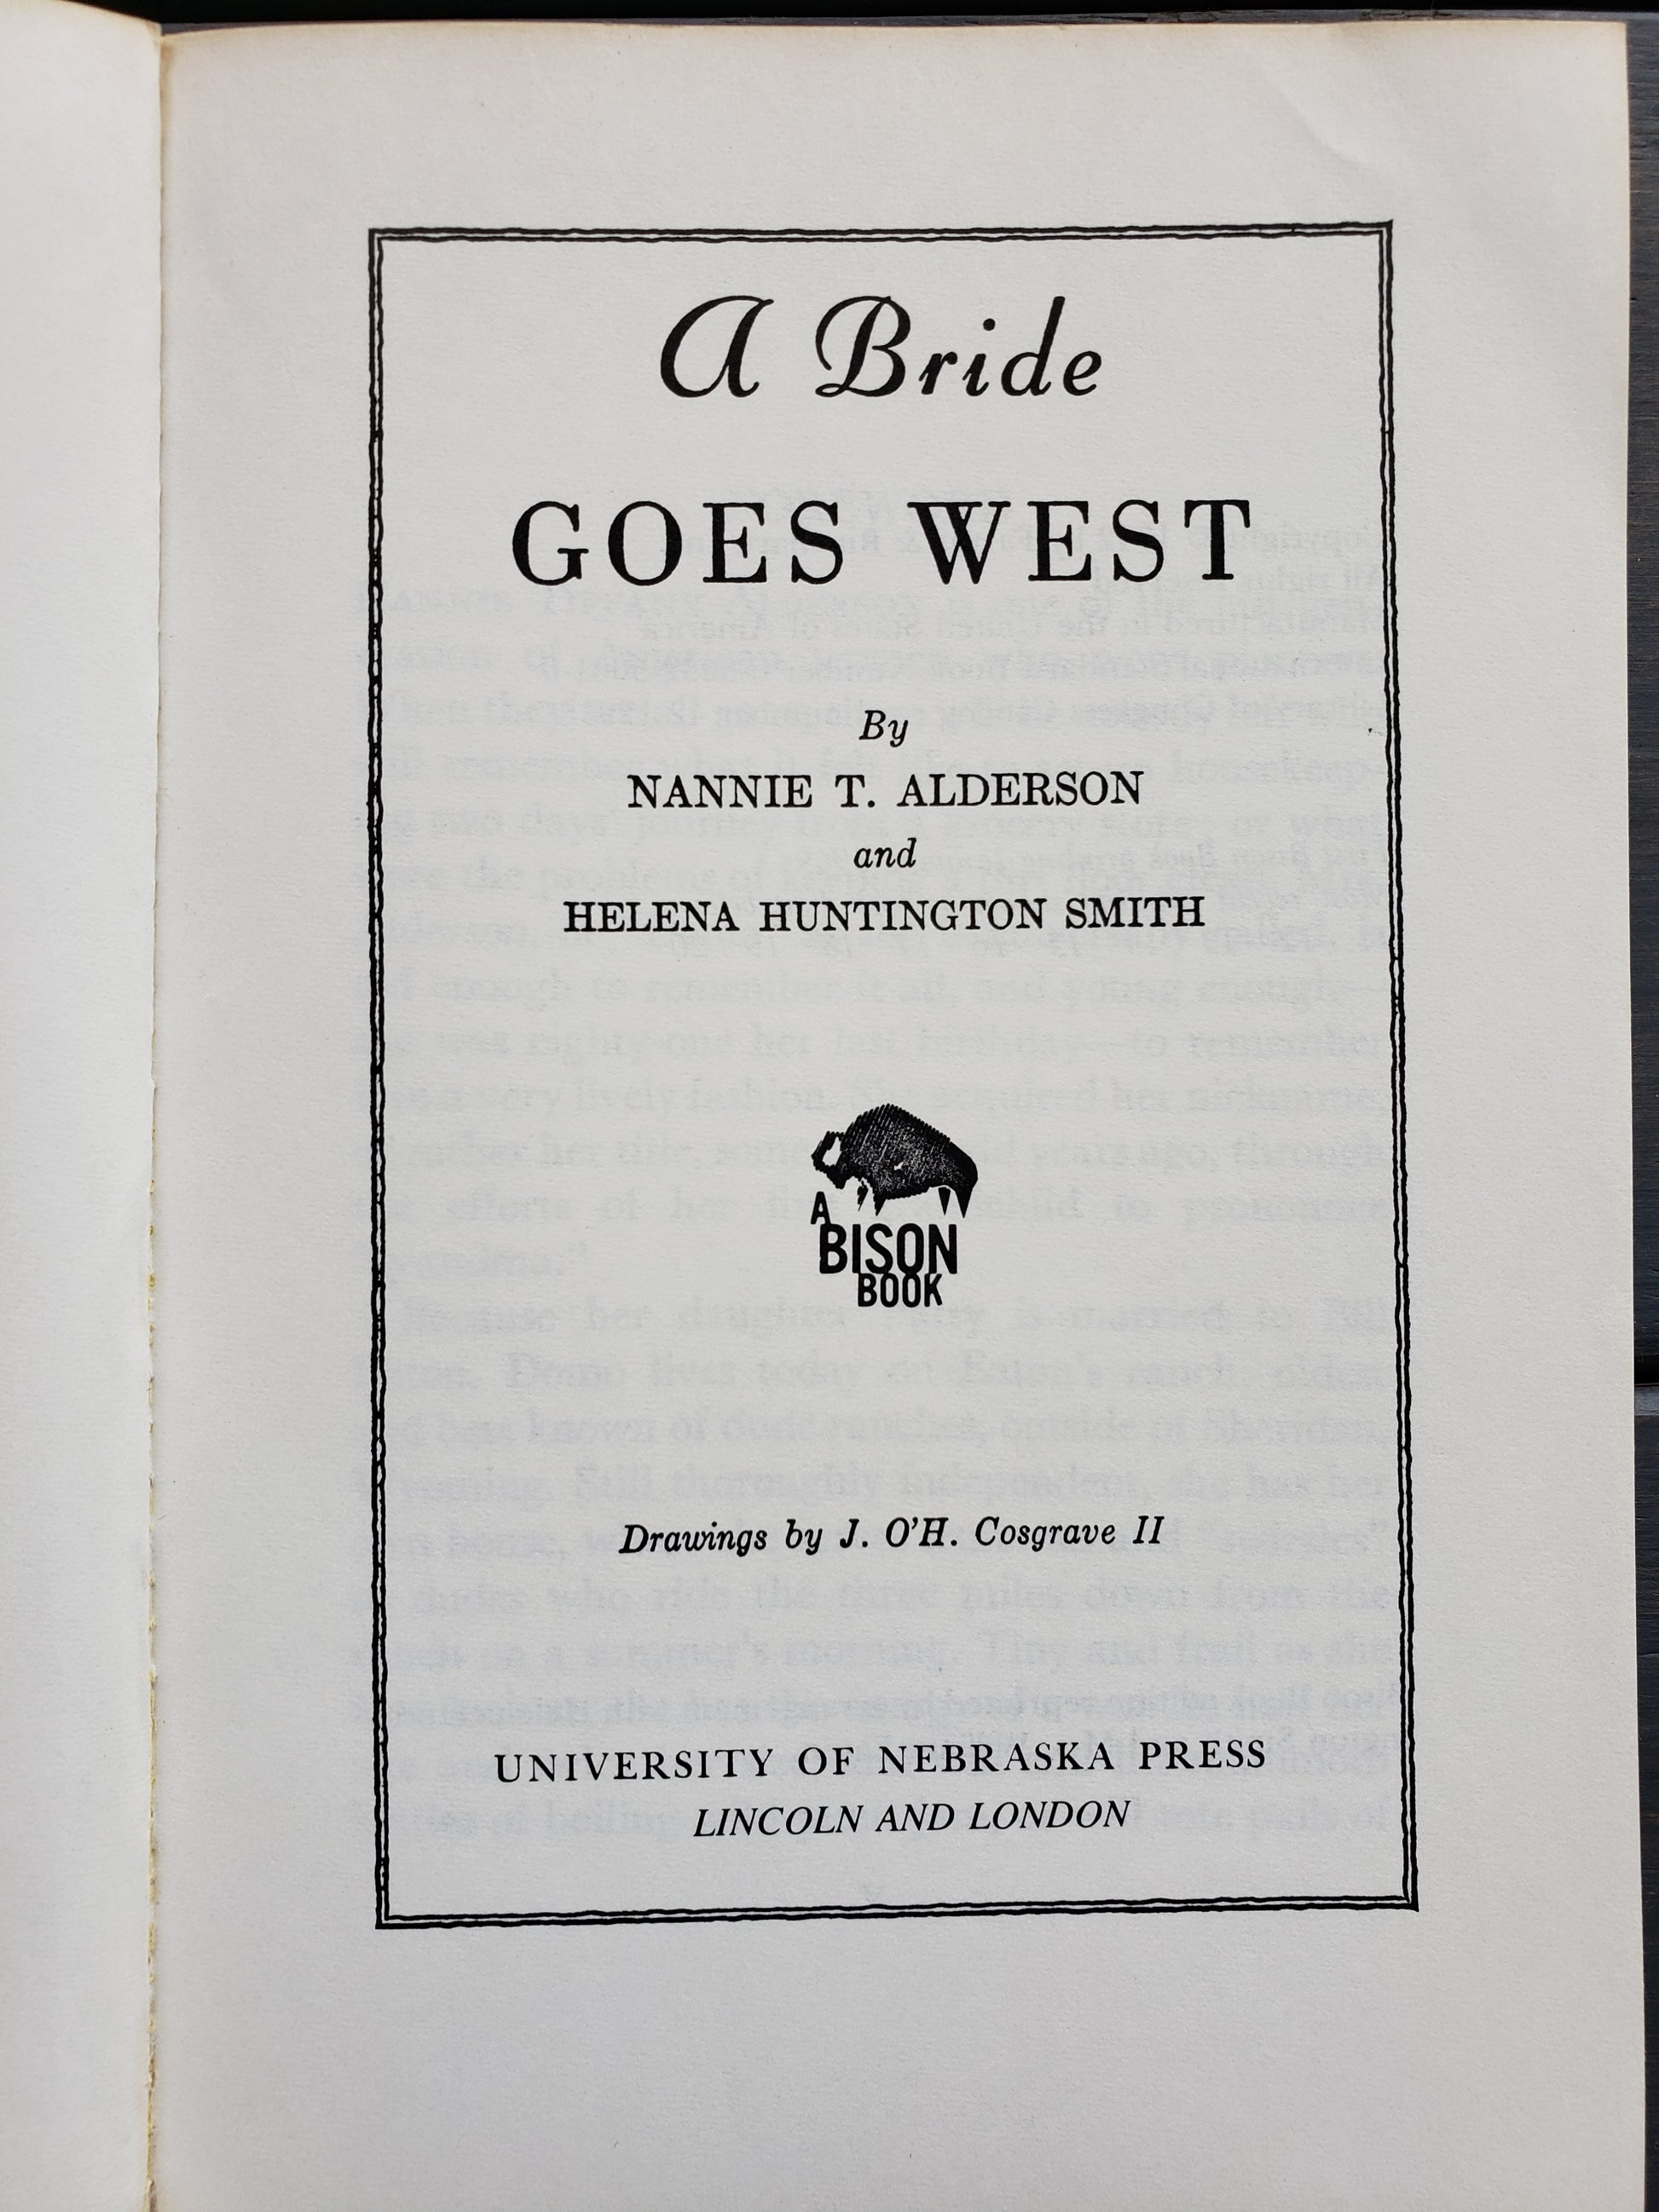 A Bride
GOES WEST
By
NANNIE T. ALDERSON
and
HELENA HUNTINGTON SMITH
A
BISON
BOOK
Drawings by J. O'H. Cosgrave II
UNIVERSITY OF NEBRASKA PRESS
LINCOLN AND LONDON